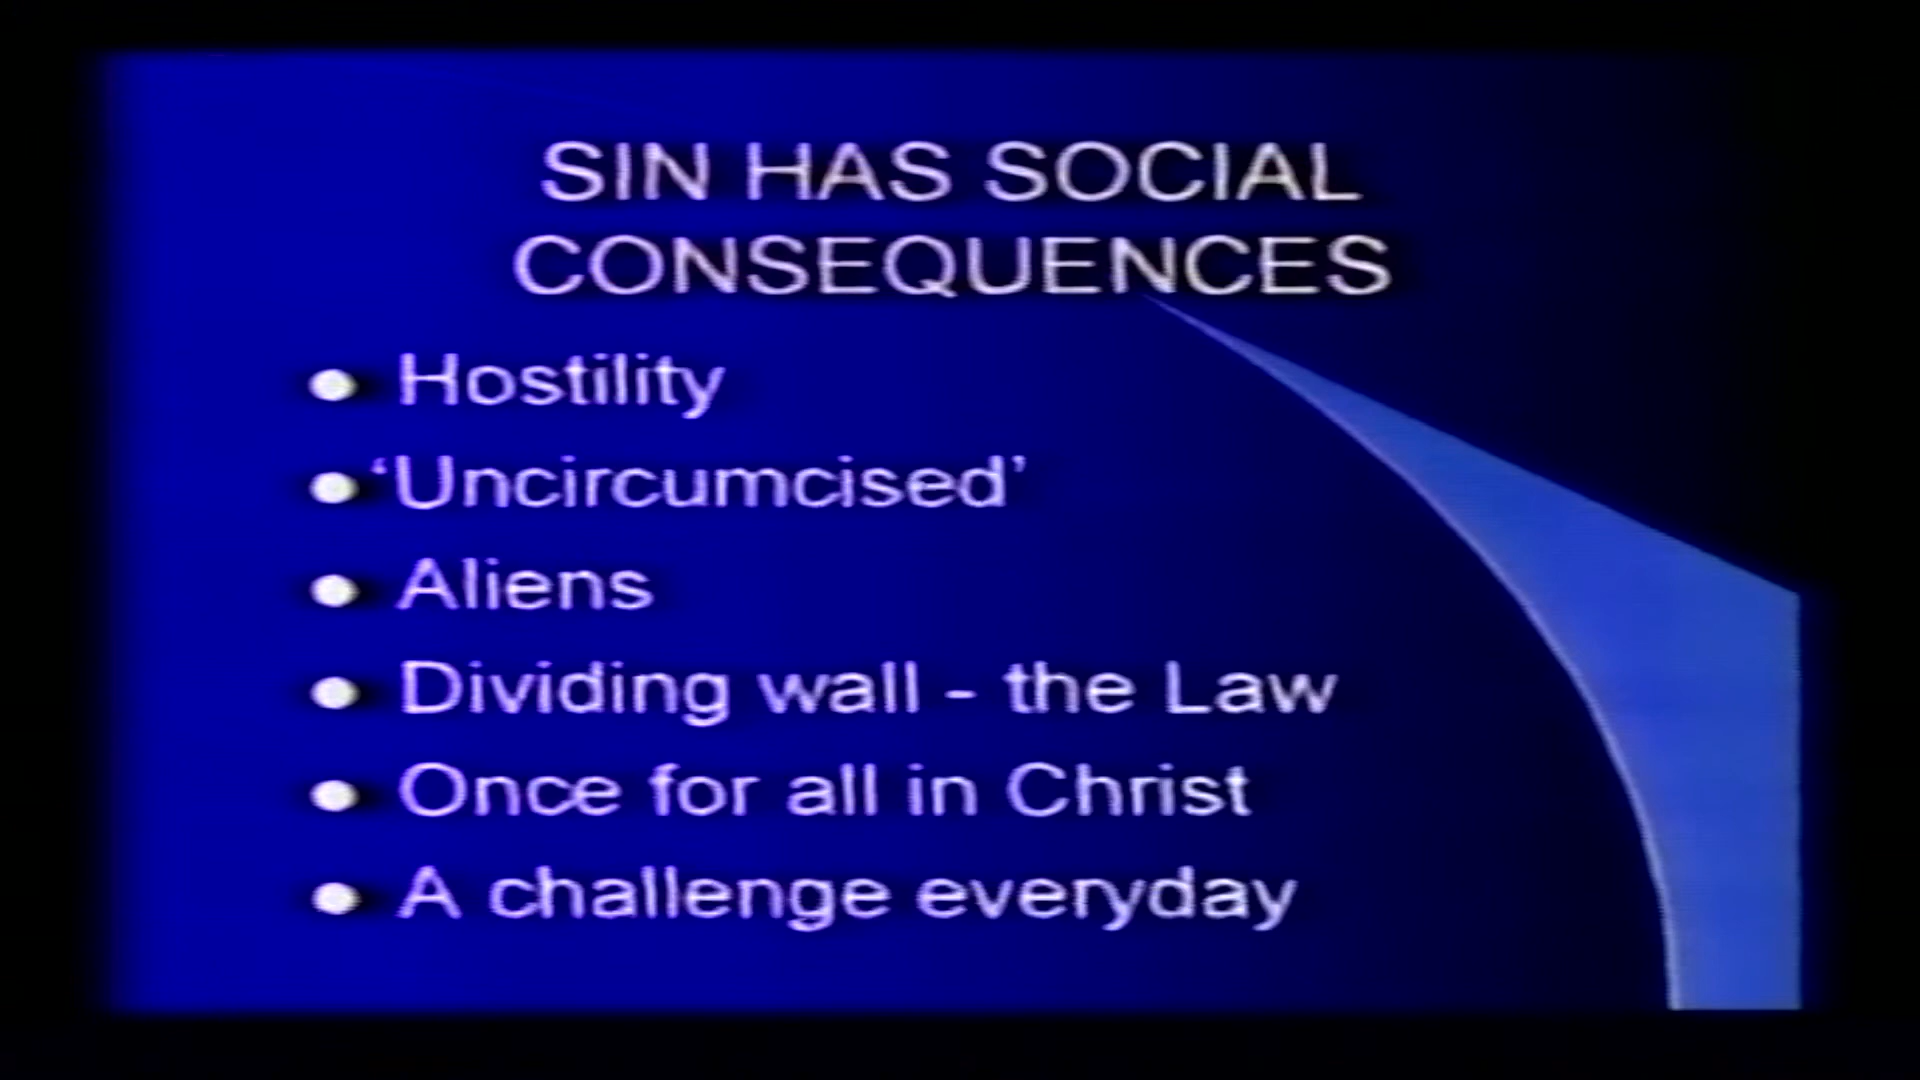 SIN HAS SOCIAL
CONSEQUENCES
● Hostility
● ‘Uncircumcised’
● Aliens
● Dividing wall - the Law
● Once for all in Christ
● A challenge everyday